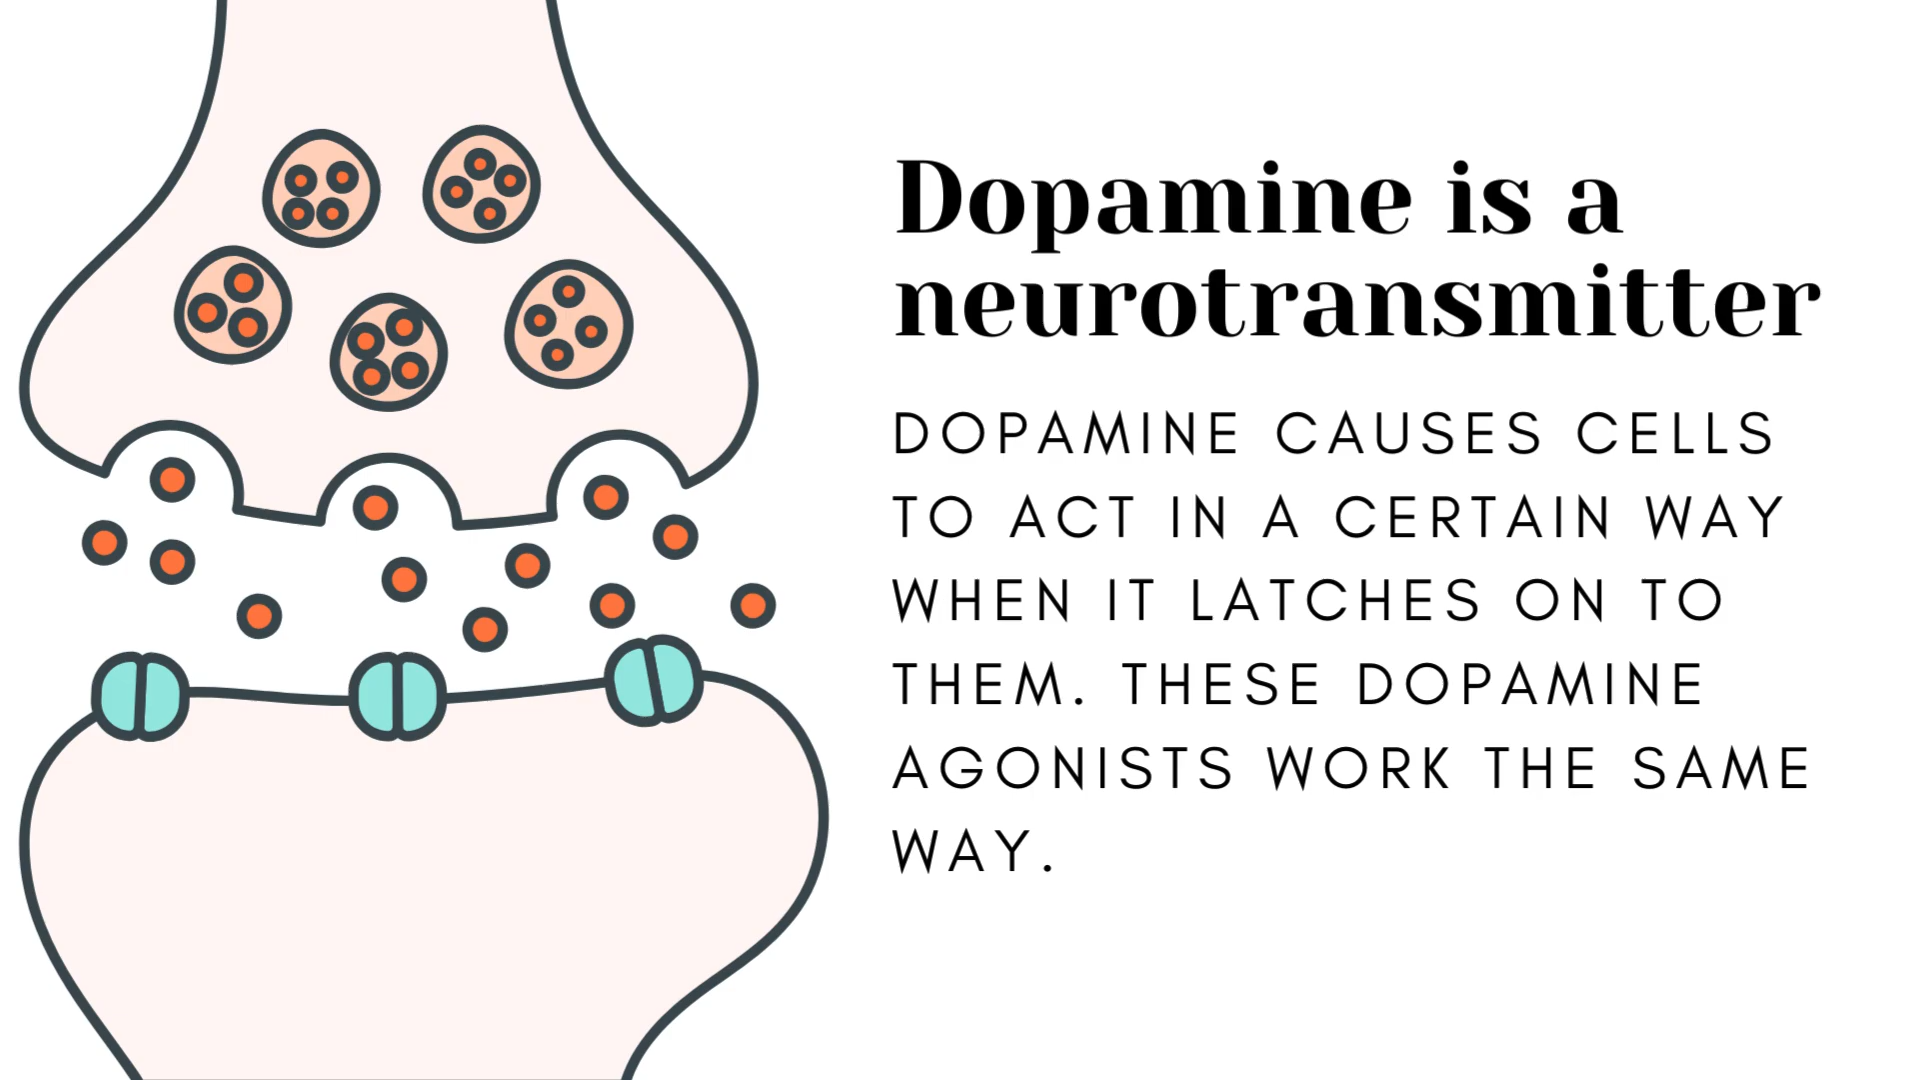 Dopamine is a
neurotransmitter
DOPAMINE CAUSES CELLS
TO ACT IN A CERTAIN WAY
WHEN IT LATCHES ON TO
THEM. THESE DOPAMINE
AGONISTS WORK THE SAME
WAY.